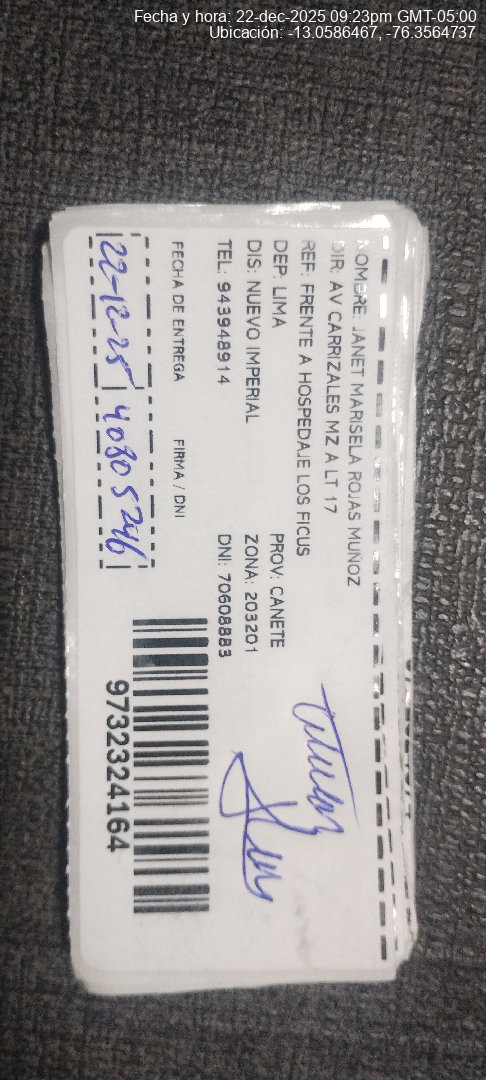 Fecha y hora: 22-dec-2025 09:23pm GMT-05:00
Ubicación: -13.0586467, -76.3564737
NOMBRE: JANET MARISELA ROJAS MUÑOZ
DIR: AV CARRIZALES MZ A LT 17
REF: FRENTE A HOSPEDAJE LOS FICUS
DEP: LIMA PROV: CANETE
DIS: NUEVO IMPERIAL ZONA: 203201
TEL: 943948914 DNI: 70608883
FECHA DE ENTREGA FIRMA / DNI
22-12-25 40805246
9732324164